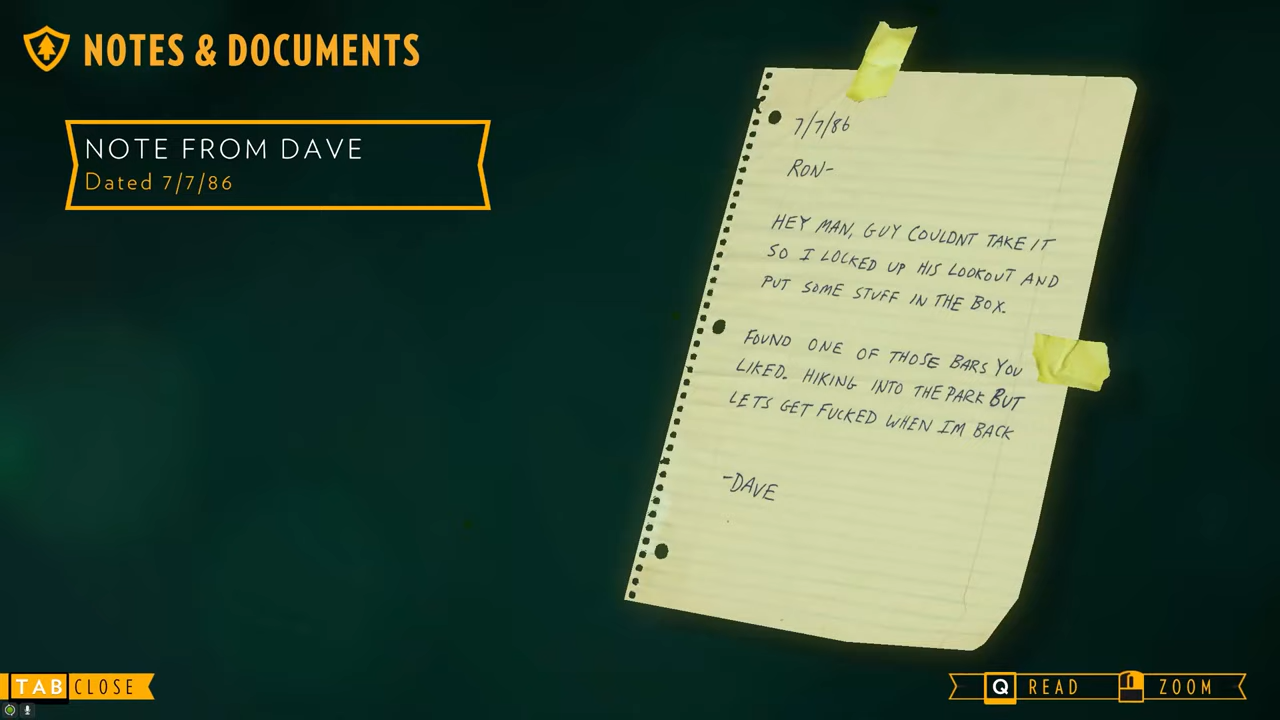 NOTES & DOCUMENTS
NOTE FROM DAVE
Dated 7/7/86
7/7/86
RON-
HEY MAN, GUY COULDNT TAKE IT
SO I LOCKED UP HIS LOOKOUT AND
PUT SOME STUFF IN THE BOX.
FOUND ONE OF THOSE BARS YOU
LIKED. HIKING INTO THE PARK BUT
LETS GET FUCKED WHEN IM BACK
-DAVE
TAB CLOSE
Q READ ZOOM